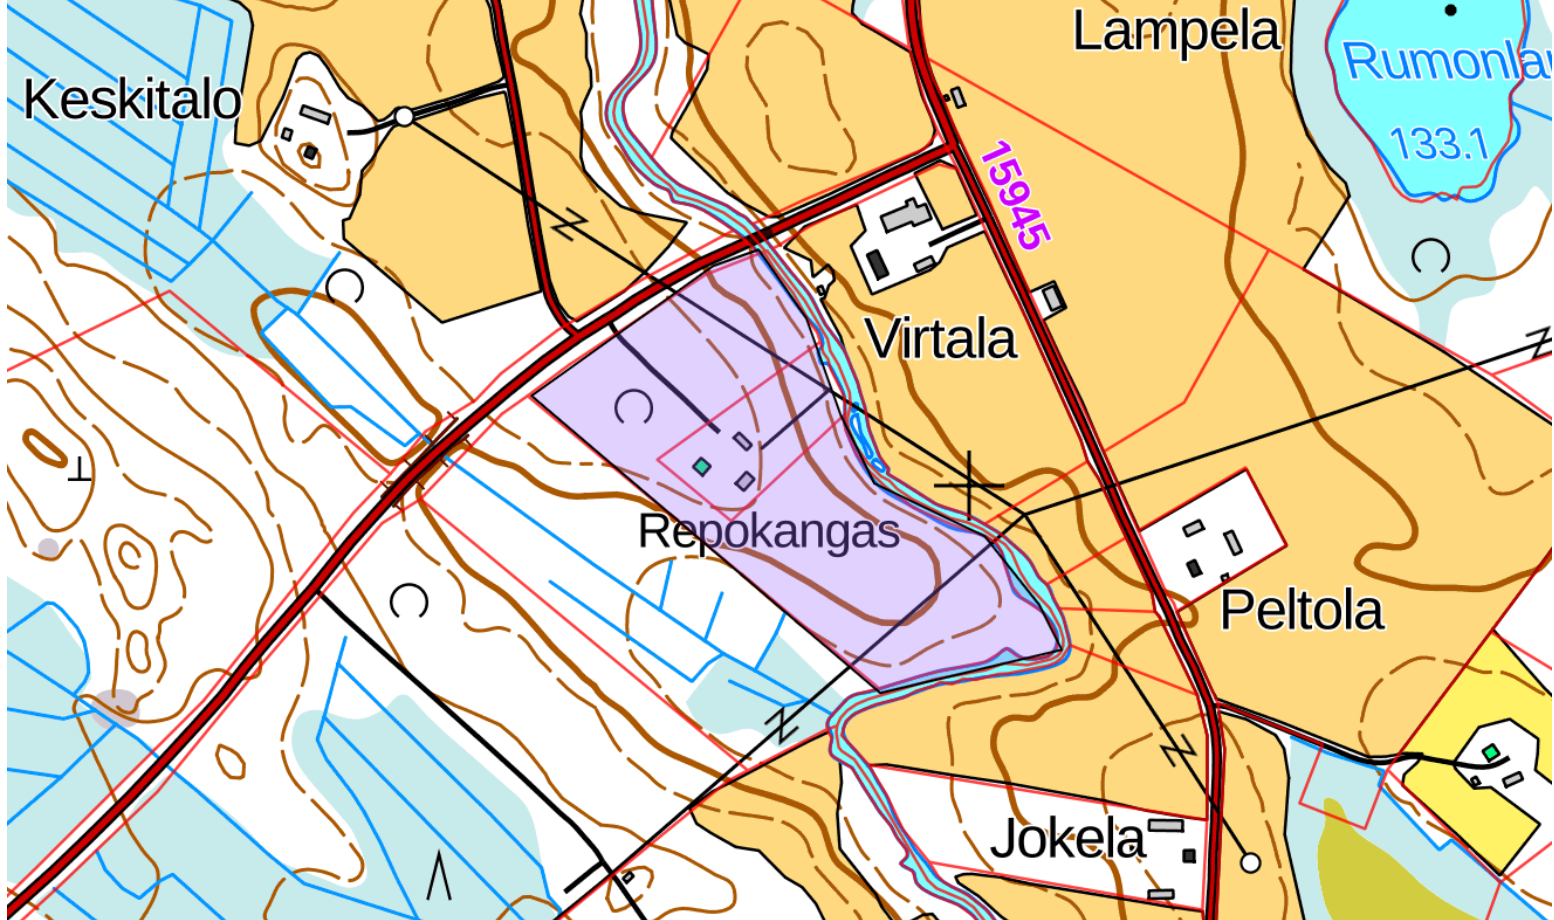 Lampela
Rumonla
Keskitalo
133.1
15945
Virtala
Repokangas
Peltola
Jokela